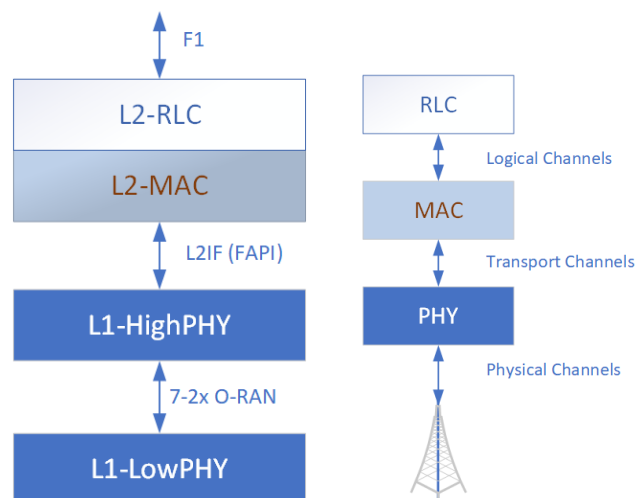 F1
L2-RLC
L2-MAC
L2IF (FAPI)
L1-HighPHY
7-2x O-RAN
L1-LowPHY
RLC
Logical Channels
MAC
Transport Channels
PHY
Physical Channels